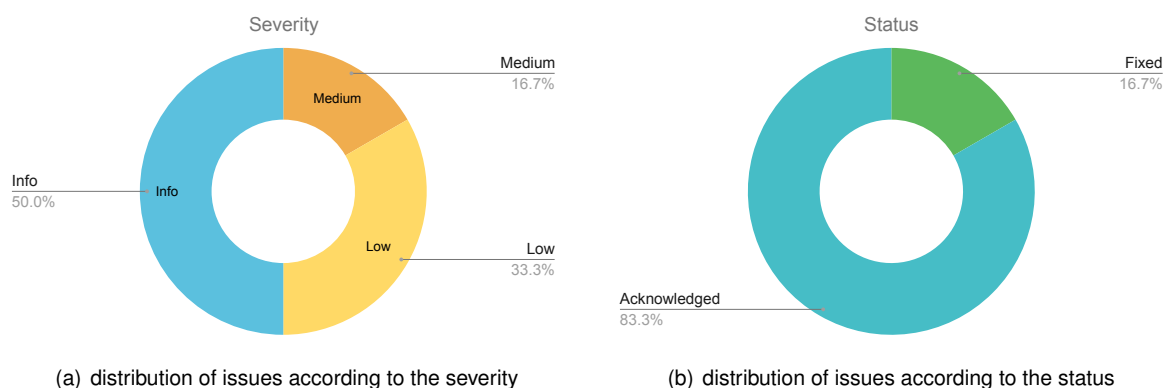 Severity
Medium
16.7%
Medium
Info
50.0%
Info
Low
Low
33.3%
(a) distribution of issues according to the severity
Status
Fixed
16.7%
Acknowledged
83.3%
(b) distribution of issues according to the status